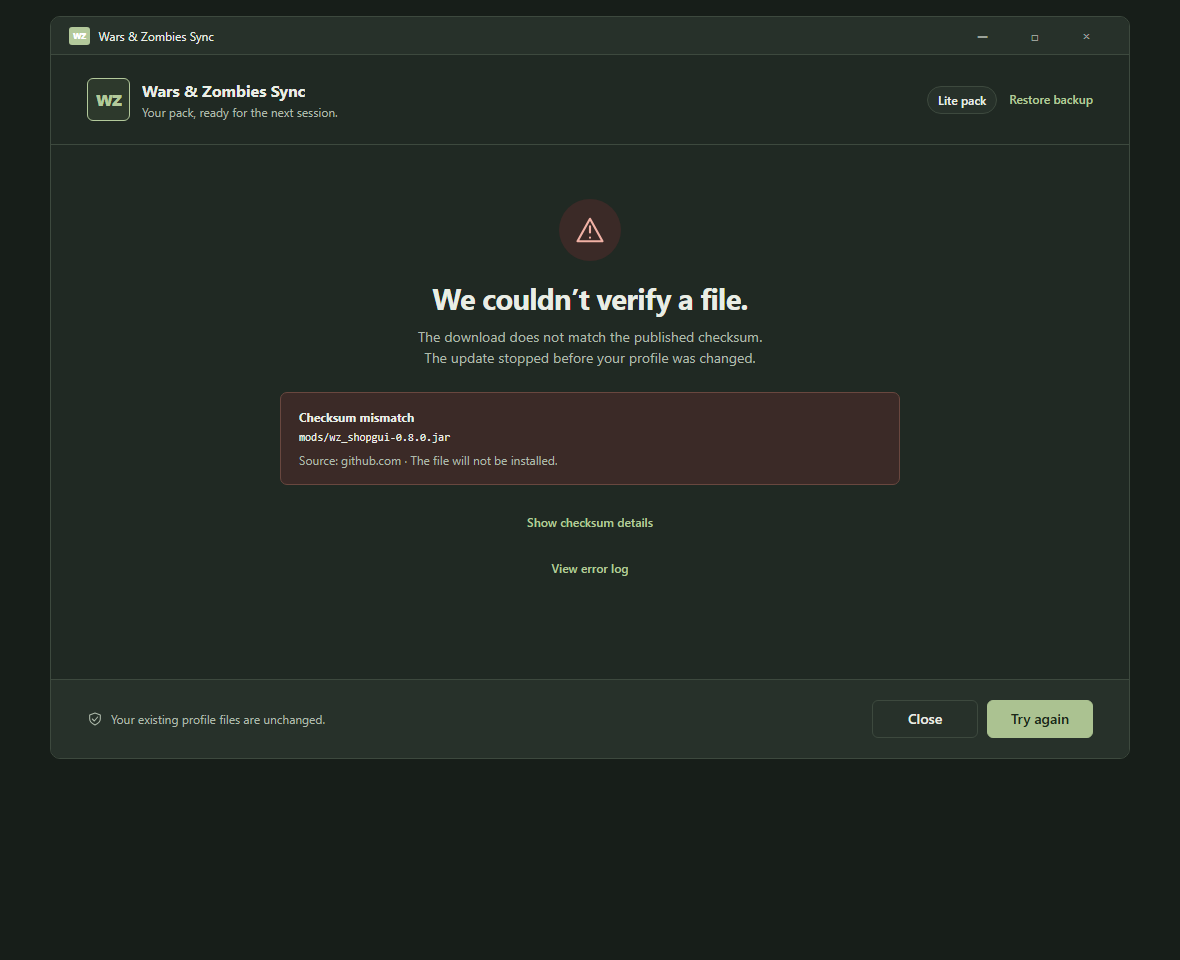 WZ Wars & Zombies Sync
WZ
Wars & Zombies Sync
Your pack, ready for the next session.
Lite pack
Restore backup
We couldn’t verify a file.
The download does not match the published checksum.
The update stopped before your profile was changed.
Checksum mismatch
mods/wz_shopgui-0.8.0.jar
Source: github.com · The file will not be installed.
Show checksum details
View error log
Your existing profile files are unchanged.
Close
Try again